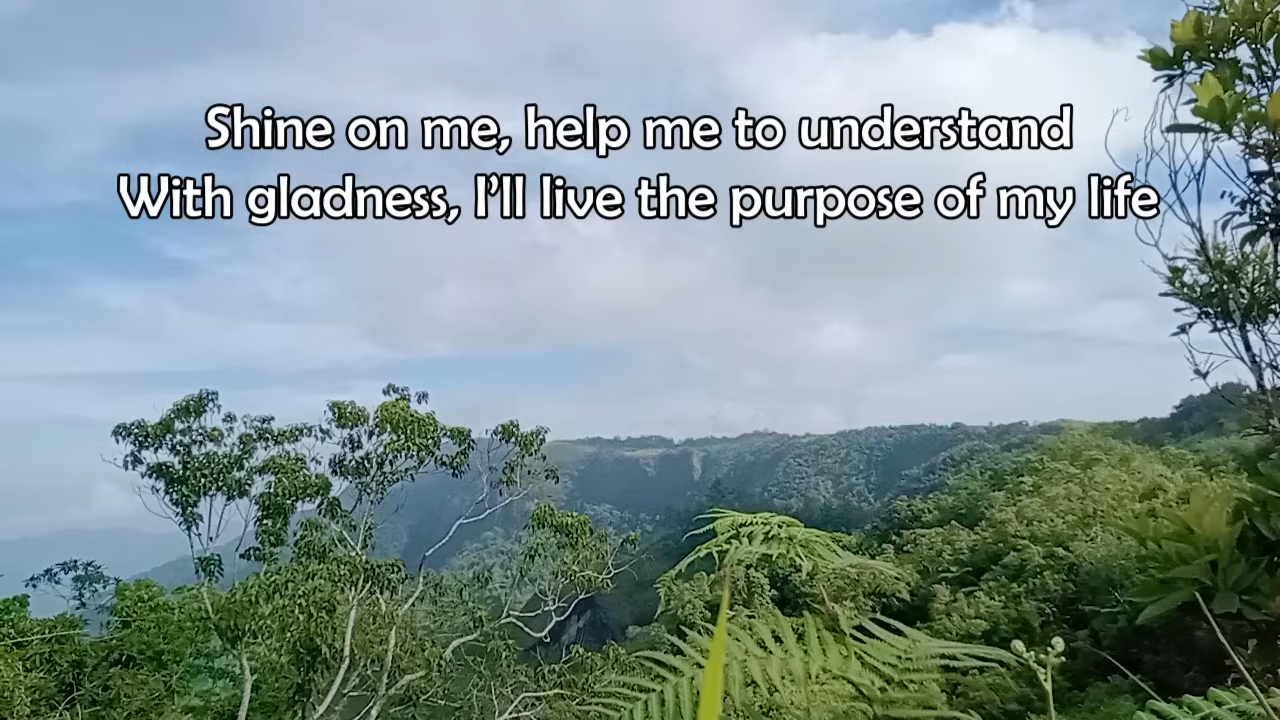 Shine on me, help me to understand
With gladness, I’ll live the purpose of my life